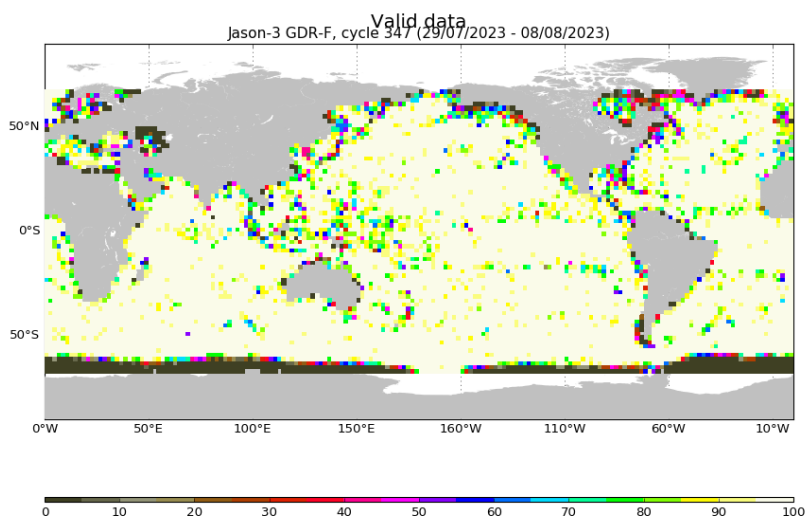 Valid data
Jason-3 GDR-F, cycle 347 (29/07/2023 - 08/08/2023)
50°N
0°S
50°S
0°W 50°E 100°E 150°E 160°W 110°W 60°W 10°W
0 10 20 30 40 50 60 70 80 90 100